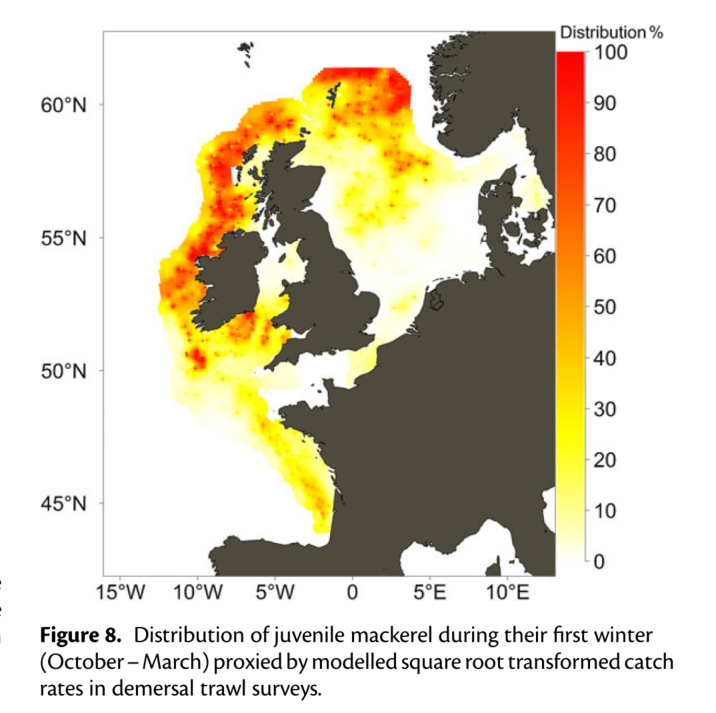 Distribution %
100
90
80
70
60
50
40
30
20
10
0
60°N
55°N
50°N
45°N
15°W 10°W 5°W 0 5°E 10°E
Figure 8. Distribution of juvenile mackerel during their first winter
(October – March) proxied by modelled square root transformed catch
rates in demersal trawl surveys.